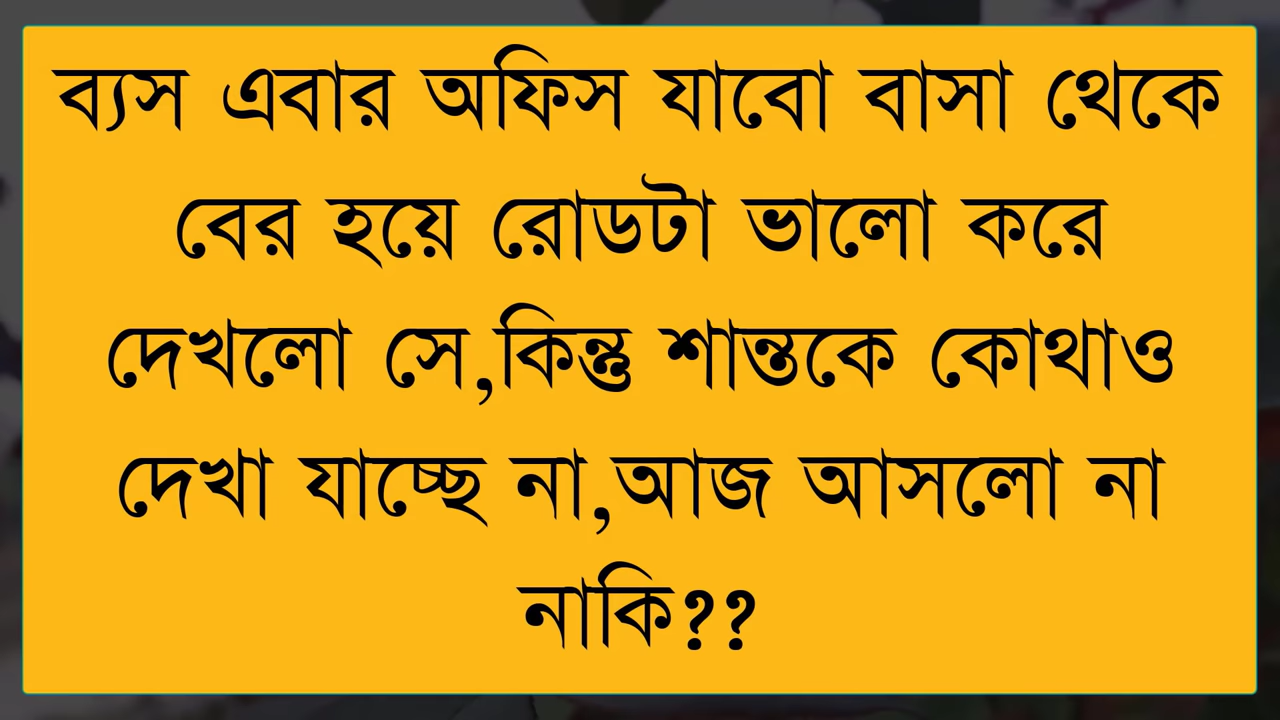 ব্যস এবার অফিস যাবো বাসা থেকে
বের হয়ে রোডটা ভালো করে
দেখলো সে,কিন্তু শান্তকে কোথাও
দেখা যাচ্ছে না,আজ আসলো না
নাকি??